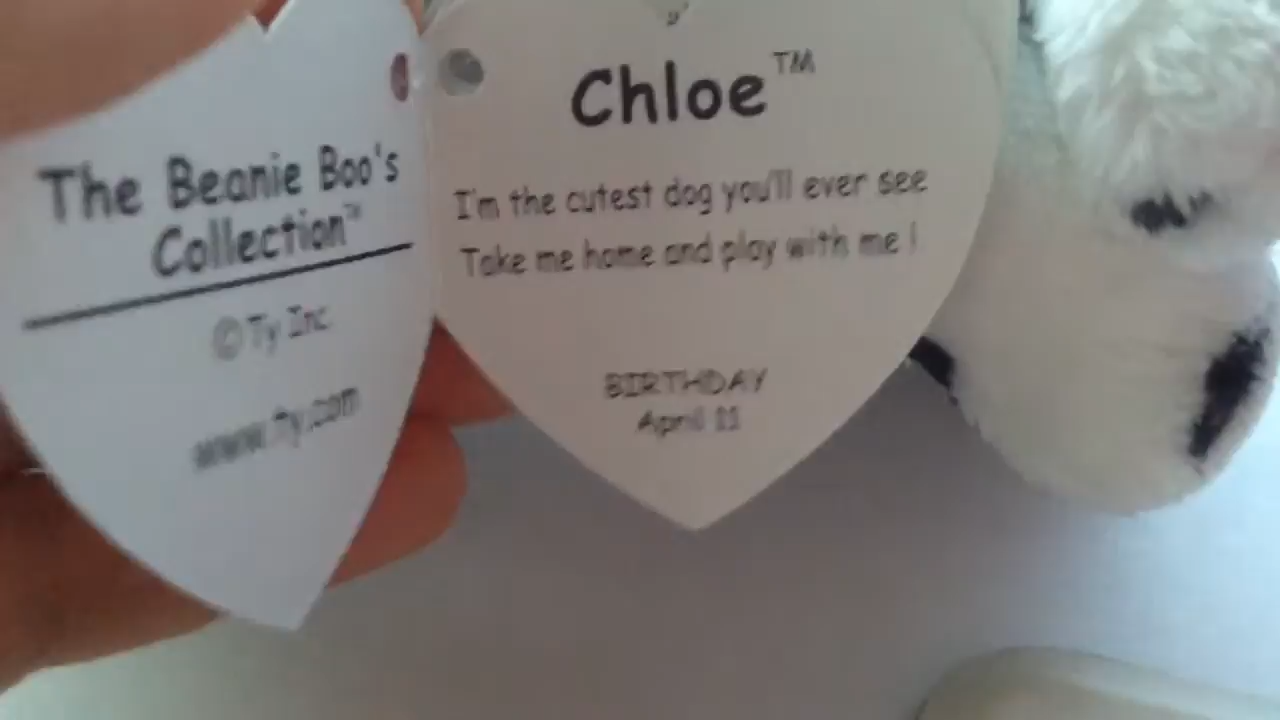 The Beanie Boo's
Collection™
©Ty Inc.
www.Ty.com
Chloe™
I'm the cutest dog you'll ever see
Take me home and play with me !
BIRTHDAY
April 11